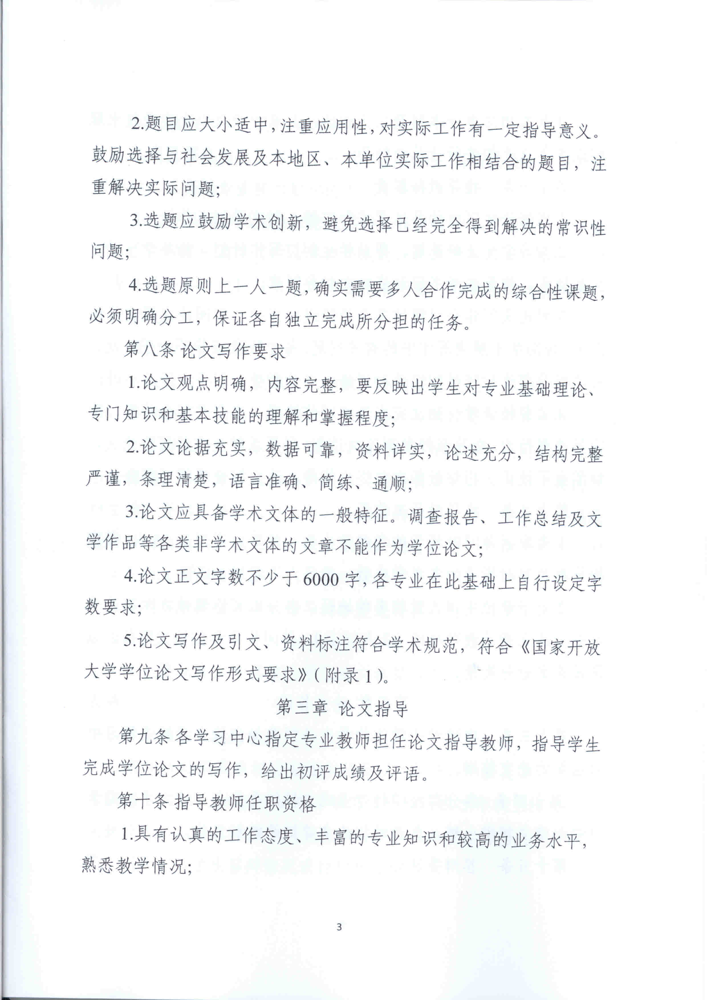 2.题目应大小适中,注重应用性,对实际工作有一定指导意义。
鼓励选择与社会发展及本地区、本单位实际工作相结合的题目，注
重解决实际问题;
3.选题应鼓励学术创新，避免选择已经完全得到解决的常识性
问题;
4.选题原则上一人一题,确实需要多人合作完成的综合性课题,
必须明确分工，保证各自独立完成所分担的任务。
第八条 论文写作要求
1.论文观点明确，内容完整，要反映出学生对专业基础理论、
专门知识和基本技能的理解和掌握程度;
2.论文论据充实，数据可靠，资料详实，论述充分，结构完整
严谨，条理清楚，语言准确、简练、通顺;
3.论文应具备学术文体的一般特征。调查报告、工作总结及文
学作品等各类非学术文体的文章不能作为学位论文;
4.论文正文字数不少于 6000 字,各专业在此基础上自行设定字
数要求;
5.论文写作及引文、资料标注符合学术规范，符合《国家开放
大学学位论文写作形式要求》(附录 1)。
第三章 论文指导
第九条 各学习中心指定专业教师担任论文指导教师，指导学生
完成学位论文的写作，给出初评成绩及评语。
第十条 指导教师任职资格
1.具有认真的工作态度、丰富的专业知识和较高的业务水平，
熟悉教学情况;
3